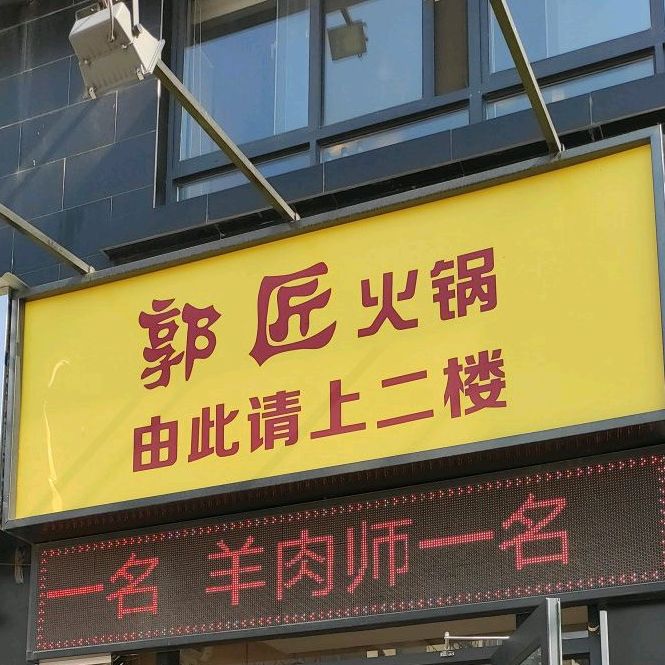 郭匠火锅
由此请上二楼
一名 羊肉师一名